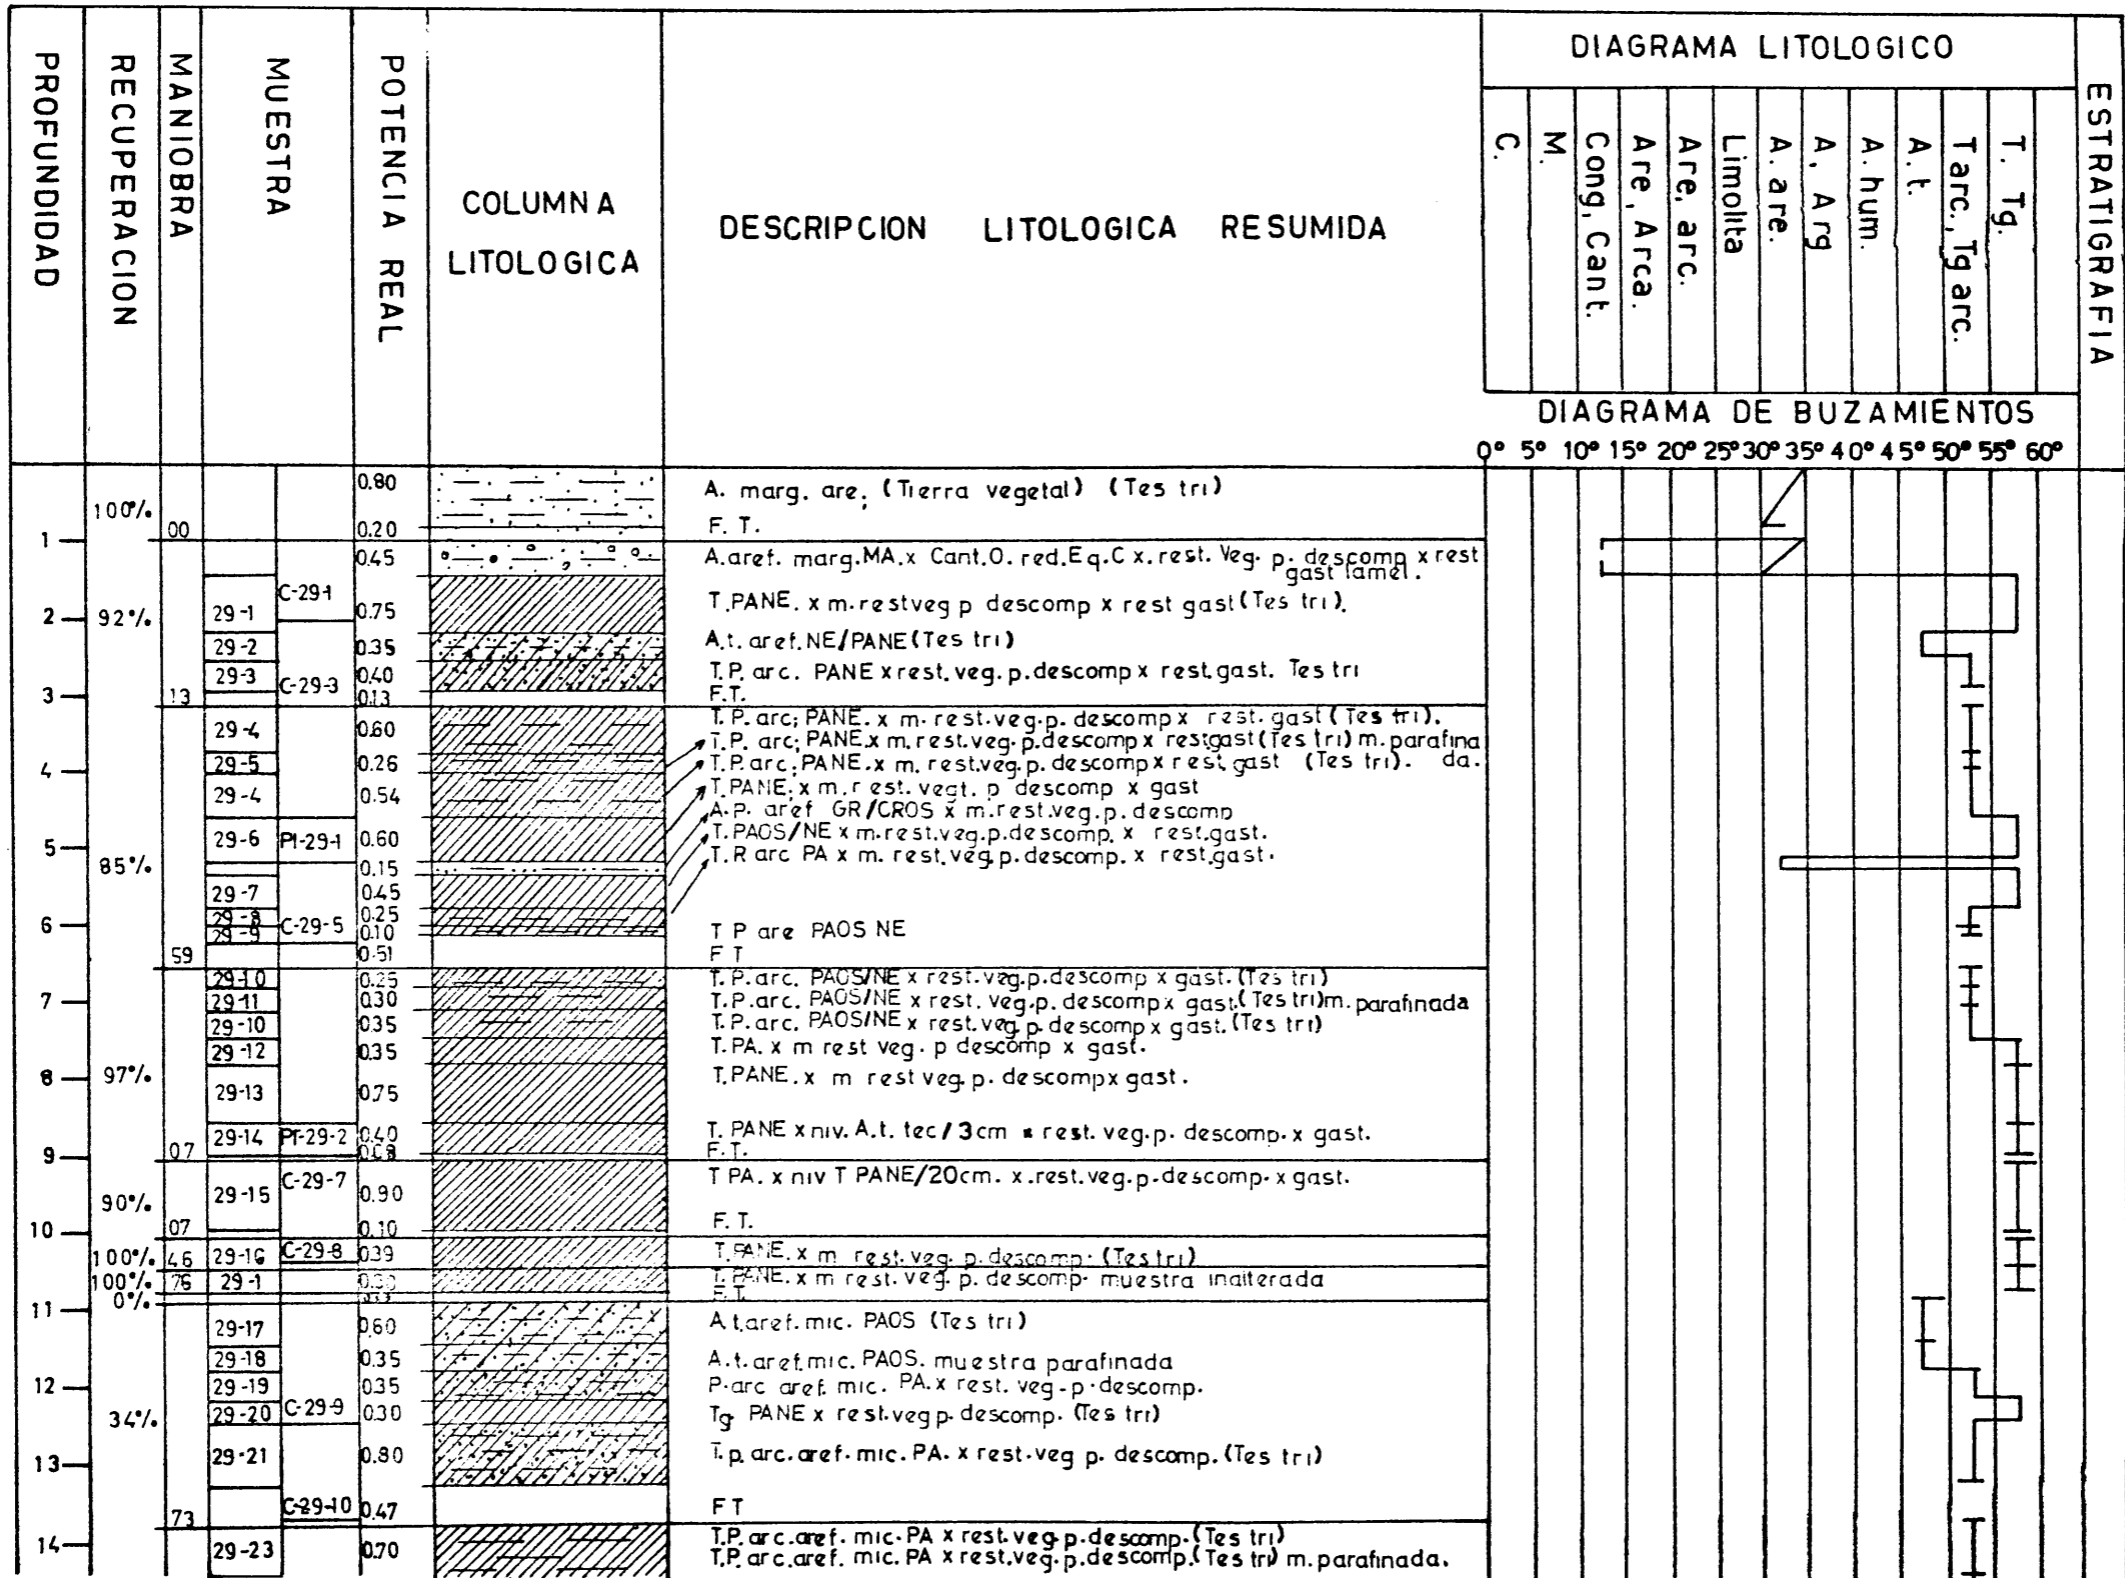 PROFUNDIDAD
RECUPERACION
MANIOBRA
MUESTRA
POTENCIA REAL
COLUMNA
LITOLOGICA
DESCRIPCION LITOLOGICA RESUMIDA
DIAGRAMA LITOLOGICO
C.
M.
Cong, Cant.
Are, Arca.
Are, arc.
Limolita
A. are.
A, Arg
A. hum.
A. t.
Tarc., Tg arc.
T. Tg.
ESTRATIGRAFIA
DIAGRAMA DE BUZAMIENTOS
0° 5° 10° 15° 20° 25° 30° 35° 40° 45° 50° 55° 60°
0.80 A. marg. are; (Tierra vegetal) (Tes tri)
100%
00 0.20 F. T.
1
0.45 A.aref. marg.MA.x Cant.O. red.Eq.C x.rest. Veg. p. descomp x rest
gast lamel.
C-29-1
2 92% 29-1 0.75 T.PANE. x m.restveg p descomp x rest gast (Tes tri).
29-2 0.35 A.t. aref.NE/PANE(Tes tri)
29-3 C-29-3 0.40 T.P. arc. PANE x rest.veg.p.descomp x rest.gast. Tes tri
3 13 0.13 F.T.
29-4 0.60 T.P. arc; PANE. x m. rest.veg.p. descomp x rest. gast (Tes tri).
29-5 0.26 T.P. arc; PANE.x m. rest.veg.p.descomp x restgast(Tes tri) m.parafina
4 29-4 0.54 T.P.arc; PANE.x m. rest.veg.p. descomp x rest.gast (Tes tri). da.
T.PANE; x m.rest. vegt. p descomp x gast
A.P. aref GR/CROS x m.rest.veg.p. descomp
5 29-6 PI-29-1 0.60 T.PAOS/NE x m.rest.veg.p.descomp. x rest.gast.
85% 0.15 T.R arc PA x m. rest.veg.p.descomp. x rest.gast.
29-7 0.45
29-8 0.25
6 29-9 C-29-5 0.10 T P are PAOS NE
59 0.51 F T
29-10 0.25 T.P.arc. PAOS/NE x rest.veg.p.descomp x gast.(Tes tri)
7 29-11 0.30 T.P.arc. PAOS/NE x rest. veg.p.descomp x gast.(Tes tri)m. parafinada
29-10 0.35 T.P.arc. PAOS/NE x rest.veg p.descomp x gast.(Tes tri)
29-12 0.35 T.PA. x m rest veg. p descomp x gast.
8 97% 29-13 0.75 T.PANE. x m rest veg.p. descomp x gast.
29-14 PI-29-2 0.40 T. PANE x niv. A.t. tec/3cm x rest. veg.p. descomp. x gast.
9 07 0.08 F.T.
C-29-7 T PA. x niv T PANE/20cm. x.rest.veg.p.descomp. x gast.
90% 29-15 0.90
10 07 0.10 F. T.
100% 46 29-16 C-29-8 0.39 T.PANE. x m rest.veg. p.descomp. (Tes tri)
100% 76 29-1 T. PANE. x m rest. veg. p. descomp. muestra inalterada
0% F.T.
11
29-17 0.60 A t.aref.mic. PAOS (Tes tri)
29-18 0.35 A.t.aref.mic. PAOS. muestra parafinada
12 29-19 0.35 P.arc aref. mic. PA.x rest. veg-p.descomp.
34% 29-20 C-29-9 0.30 Tg PANE x rest.veg p. descomp. (Tes tri)
13 29-21 0.80 T.p. arc.aref.mic.PA. x rest.veg p. descomp. (Tes tri)
73 C-29-10 0.47 F T
T.P. arc.aref. mic. PA x rest.veg.p.descomp.(Tes tri)
14 29-23 0.70 T.P. arc.aref. mic. PA x rest.veg.p.descomp.(Tes tri) m. parafinada.